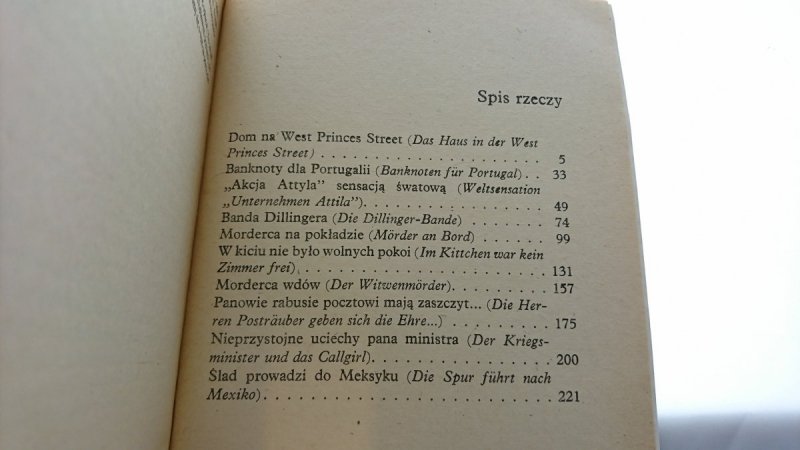 Spis rzeczy
Dom na West Princes Street (Das Haus in der West
Princes Street) . . . . . . . . . . . . . . . . . . . 5
Banknoty dla Portugalii (Banknoten für Portugal) . . 33
„Akcja Attyla" sensacją śwatową (Weltsensation
„Unternehmen Attila"). . . . . . . . . . . . . . . 49
Banda Dillingera (Die Dillinger-Bande) . . . . . . . 74
Morderca na pokładzie (Mörder an Bord) . . . . . . 99
W kiciu nie było wolnych pokoi (Im Kittchen war kein
Zimmer frei) . . . . . . . . . . . . . . . . . . . . 131
Morderca wdów (Der Witwenmörder). . . . . . . . 157
Panowie rabusie pocztowi mają zaszczyt... (Die Her-
ren Posträuber geben sich die Ehre...) . . . . . . . . 175
Nieprzystojne uciechy pana ministra (Der Kriegs-
minister und das Callgirl). . . . . . . . . . . . . . 200
Ślad prowadzi do Meksyku (Die Spur führt nach
Mexiko) . . . . . . . . . . . . . . . . . . . . . . . 221